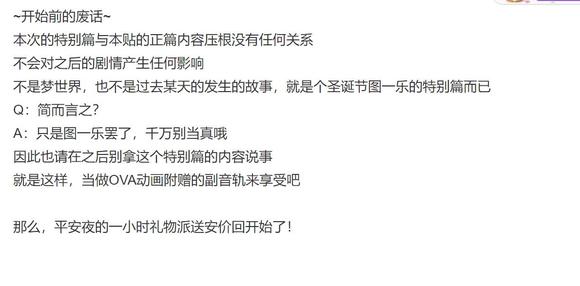 ~开始前的废话~
本次的特别篇与本贴的正篇内容压根没有任何关系
不会对之后的剧情产生任何影响
不是梦世界，也不是过去某天的发生的故事，就是个圣诞节图一乐的特别篇而已
Q：简而言之？
A：只是图一乐罢了，千万别当真哦
因此也请在之后别拿这个特别篇的内容说事
就是这样，当做OVA动画附赠的副音轨来享受吧
那么，平安夜的一小时礼物派送安价回开始了！